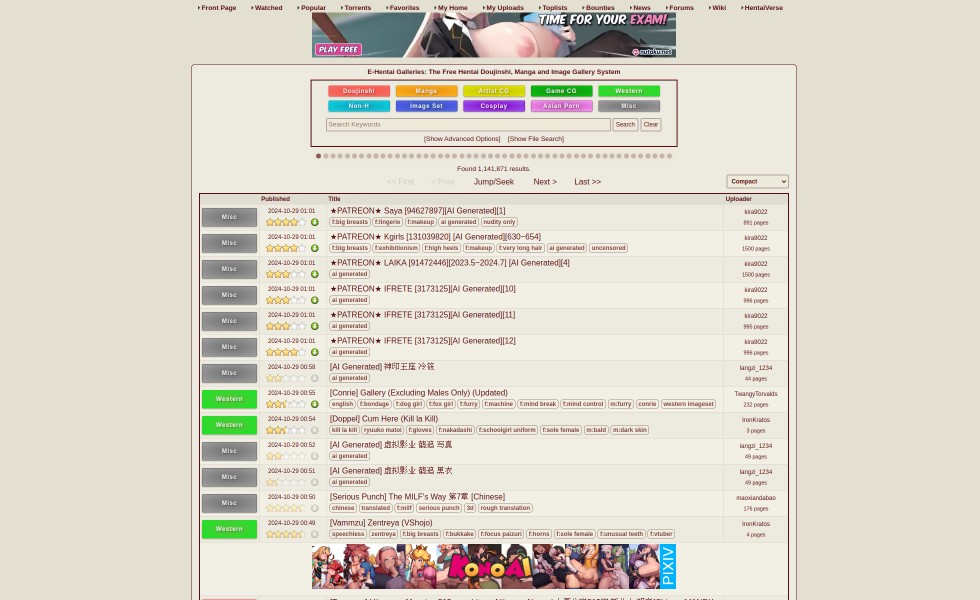 Front Page Watched Popular Torrents Favorites My Home My Uploads Toplists Bounties News Forums Wiki HentaiVerse
TIME FOR YOUR EXAM!
PLAY FREE
nutaku.net
E-Hentai Galleries: The Free Hentai Doujinshi, Manga and Image Gallery System
Doujinshi Manga Artist CG Game CG Western
Non-H Image Set Cosplay Asian Porn Misc
Search Keywords Search Clear
[Show Advanced Options] [Show File Search]
Found 1,141,871 results.
<< First < Prev Jump/Seek Next > Last >> Compact
Published Title Uploader
Misc 2024-10-29 01:01 ★PATREON★ Saya [94627897][AI Generated][1] kira9022
f:big breasts f:lingerie f:makeup ai generated nudity only 891 pages
Misc 2024-10-29 01:01 ★PATREON★ Kgirls [131039820] [AI Generated][630~654] kira9022
f:big breasts f:exhibitionism f:high heels f:makeup f:very long hair ai generated uncensored 1500 pages
Misc 2024-10-29 01:01 ★PATREON★ LAIKA [91472446][2023.5~2024.7] [AI Generated][4] kira9022
ai generated 1500 pages
Misc 2024-10-29 01:01 ★PATREON★ IFRETE [3173125][AI Generated][10] kira9022
ai generated 996 pages
Misc 2024-10-29 01:01 ★PATREON★ IFRETE [3173125][AI Generated][11] kira9022
ai generated 995 pages
Misc 2024-10-29 01:01 ★PATREON★ IFRETE [3173125][AI Generated][12] kira9022
ai generated 996 pages
Misc 2024-10-29 00:58 [AI Generated] 神印王座 冷筱 langzi_1234
ai generated 44 pages
Western 2024-10-29 00:55 [Conrie] Gallery (Excluding Males Only) (Updated) TwangyTorvalds
english f:bondage f:dog girl f:fox girl f:furry f:machine f:mind break f:mind control m:furry conrie western imageset 232 pages
Western 2024-10-29 00:54 [Doppel] Cum Here (Kill la Kill) IronKratos
kill la kill ryuuko matoi f:gloves f:nakadashi f:schoolgirl uniform f:sole female m:bald m:dark skin 3 pages
Misc 2024-10-29 00:52 [AI Generated] 虚拟影业 鹤追 写真 langzi_1234
ai generated 49 pages
Misc 2024-10-29 00:51 [AI Generated] 虚拟影业 鹤追 黑衣 langzi_1234
ai generated 49 pages
Misc 2024-10-29 00:50 [Serious Punch] The MILF's Way 第7章 [Chinese] maoxiandabao
chinese translated f:milf serious punch 3d rough translation 176 pages
Western 2024-10-29 00:49 [Vammzu] Zentreya (VShojo) IronKratos
speechless zentreya f:big breasts f:bukkake f:focus paizuri f:horns f:sole female f:unusual teeth f:vtuber 4 pages
KONOAI
PIXIV